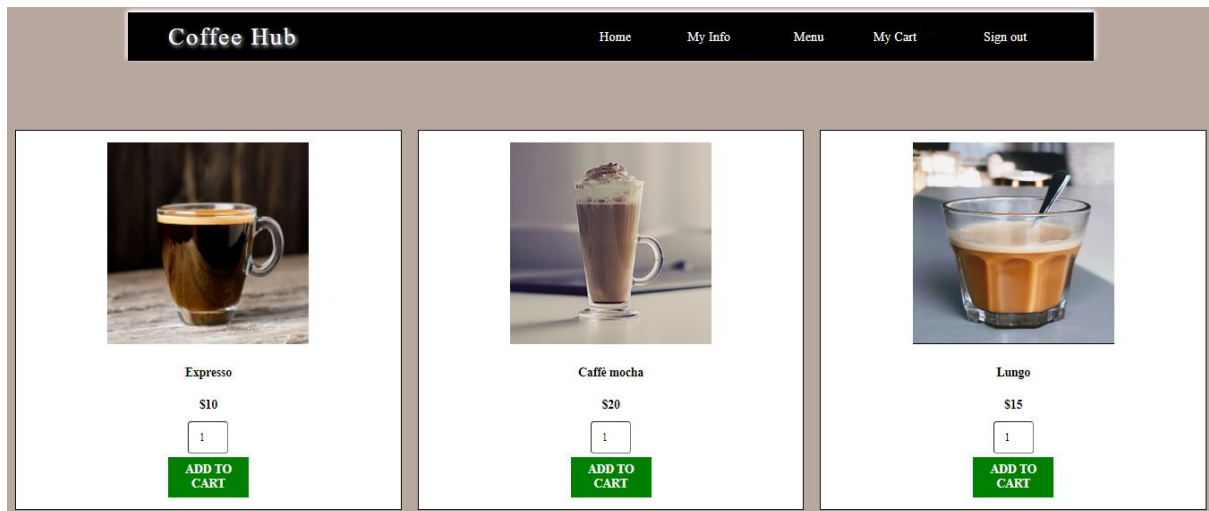 Coffee Hub Home My Info Menu My Cart Sign out
Expresso Caffè mocha Lungo
$10 $20 $15
1 1 1
ADD TO ADD TO ADD TO
CART CART CART